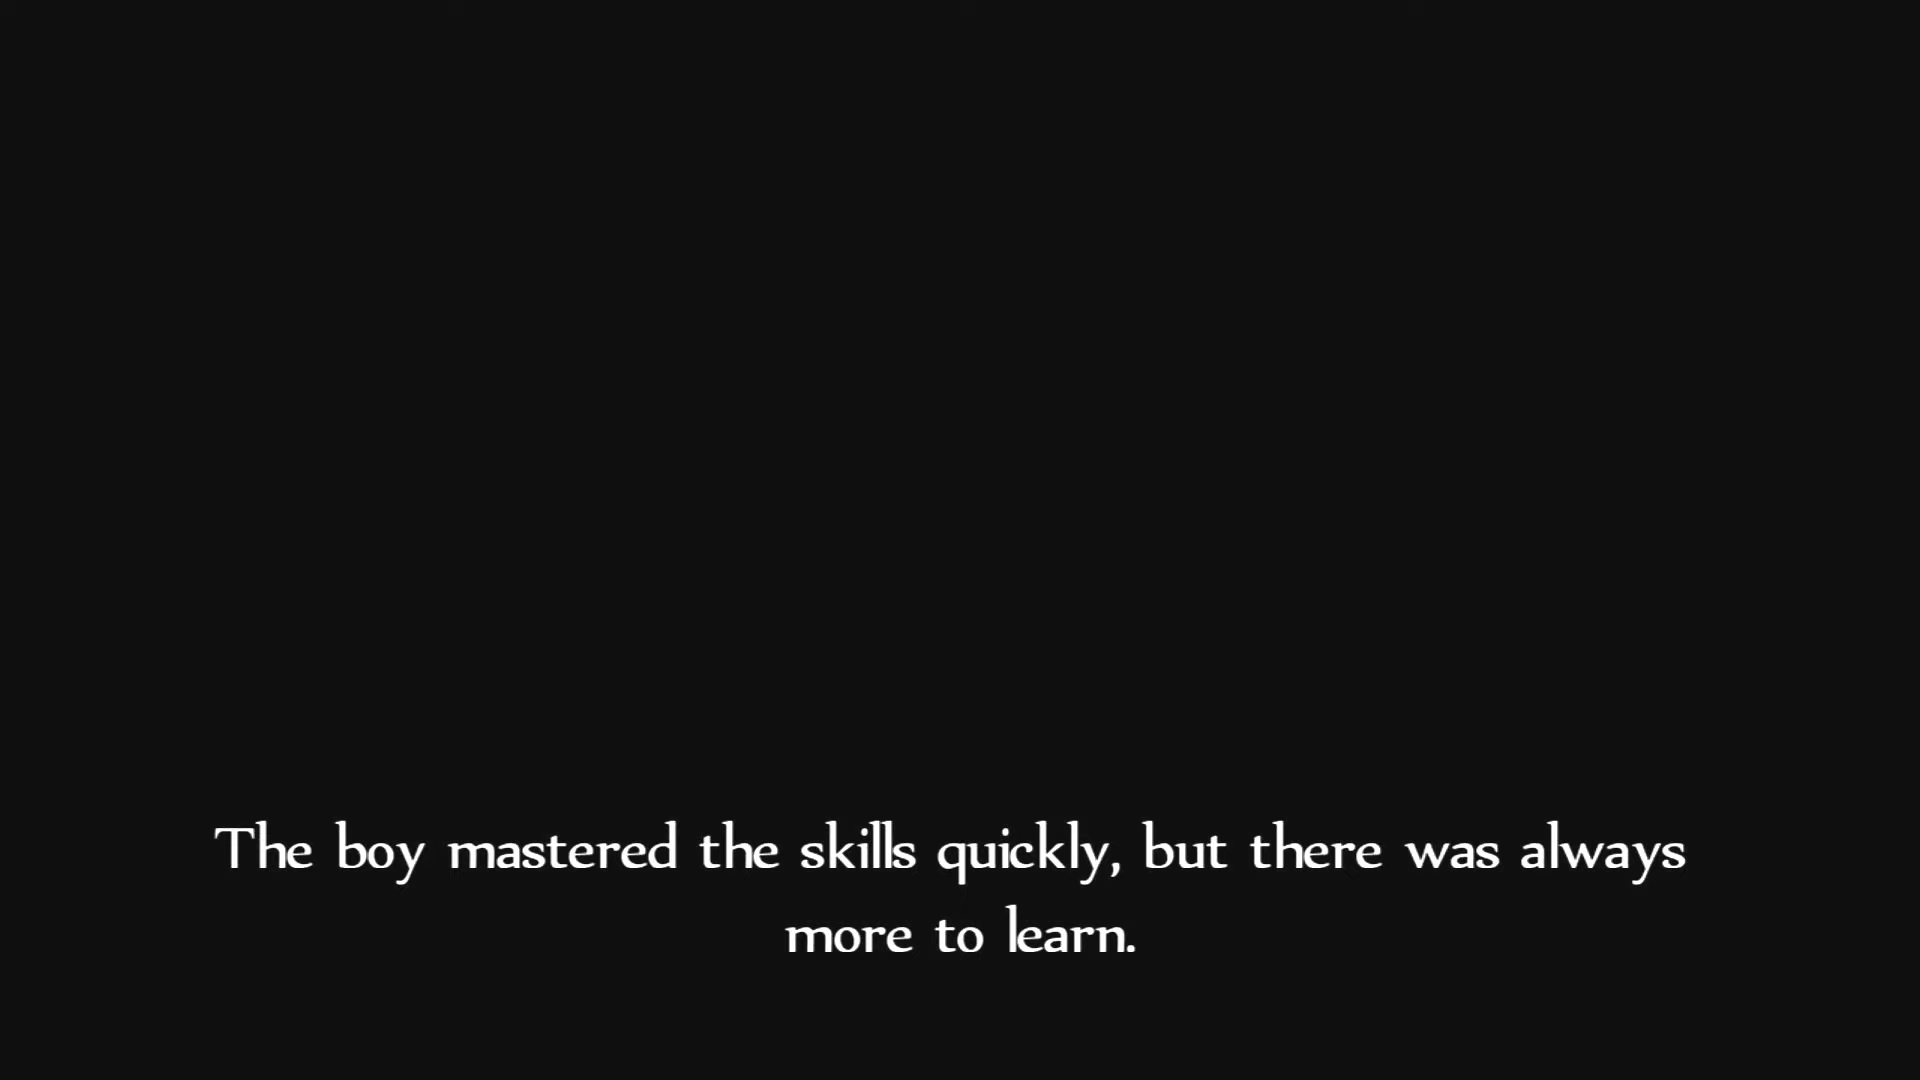 The boy mastered the skills quickly, but there was always
more to learn.